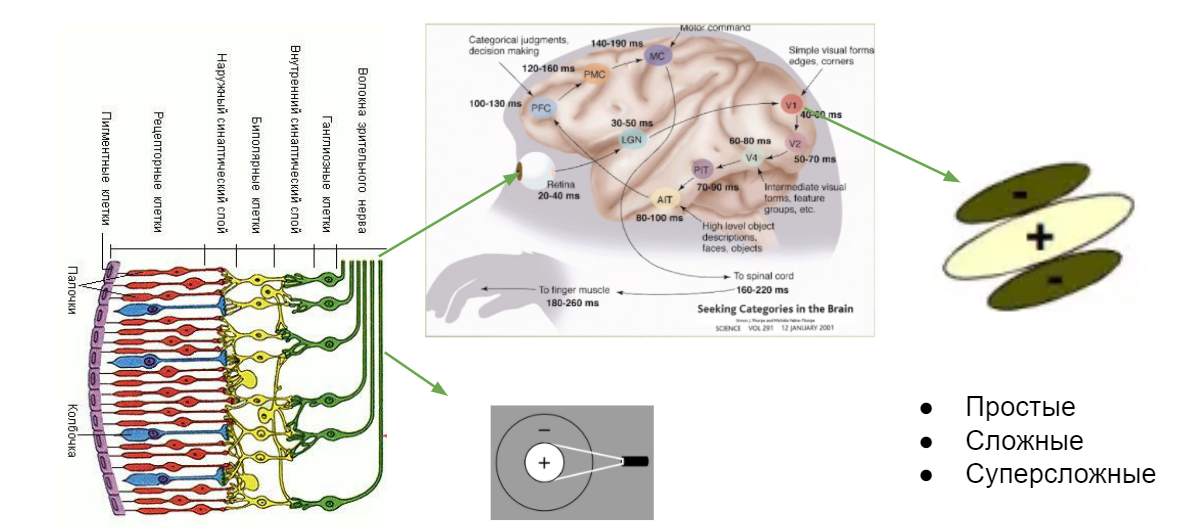 Пигментные клетки
Рецепторные клетки
Наружный синаптический слой
Биполярные клетки
Внутренний синаптический слой
Ганглиозные клетки
Волокна зрительного нерва
Палочки
Колбочка
Motor command
Categorical judgments,
decision making
140-190 ms
MC
Simple visual forms
edges, corners
120-160 ms
PMC
100-130 ms
PFC
V1
40-60 ms
30-50 ms
LGN
60-80 ms
V2
V4
50-70 ms
PIT
Retina
20-40 ms
70-90 ms
Intermediate visual
forms, feature
groups, etc.
AIT
80-100 ms
High level object
descriptions,
faces, objects
To spinal cord
160-220 ms
To finger muscle
180-260 ms
Seeking Categories in the Brain
SCIENCE VOL 291 12 JANUARY 2001
-
+
-
−
+
● Простые
● Сложные
● Суперсложные